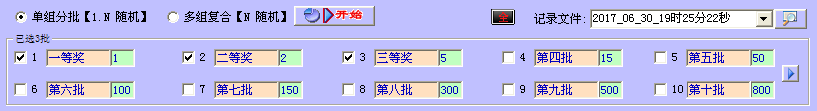 单组分批【1.N 随机】 多组复合【N 随机】 开始 记录文件: 2017_06_30_19时25分22秒
已选3批
1 一等奖 1 2 二等奖 2 3 三等奖 5 4 第四批 15 5 第五批 50
6 第六批 100 7 第七批 150 8 第八批 300 9 第九批 500 10 第十批 800